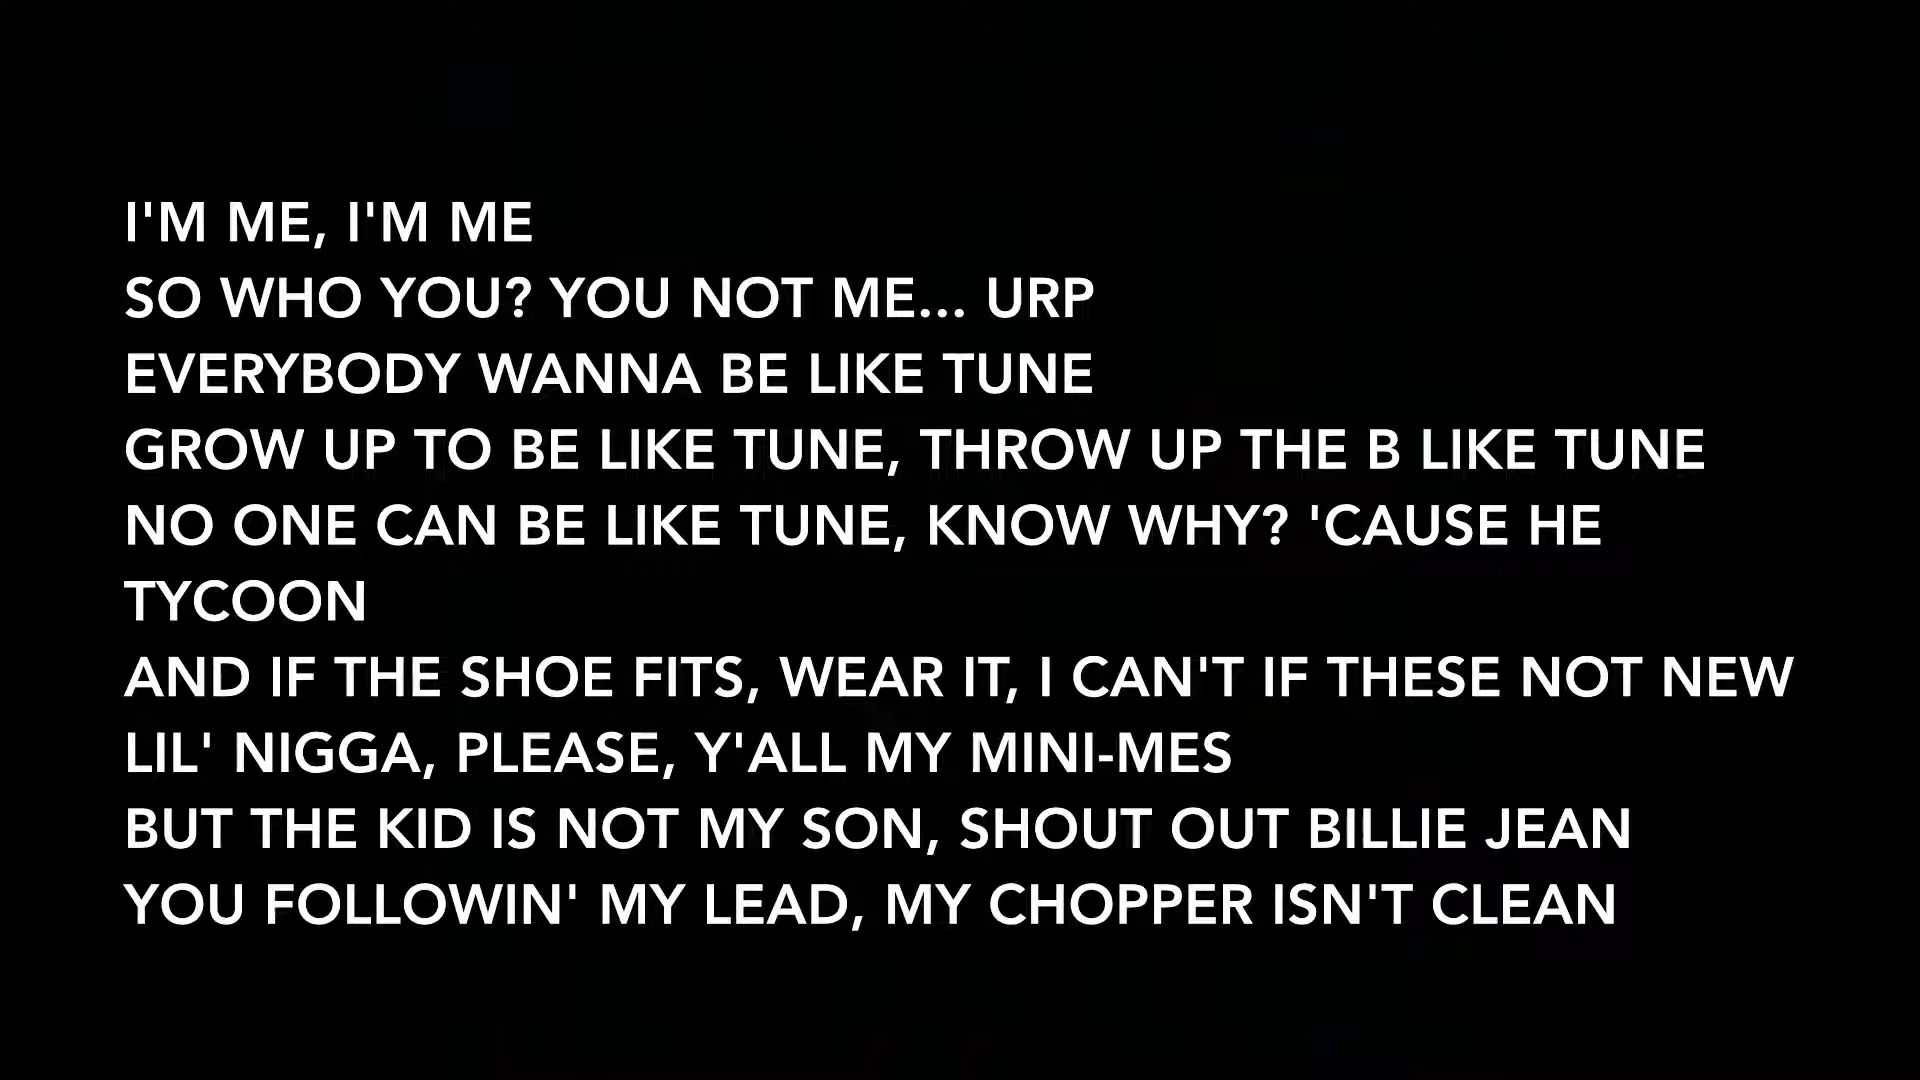 I'M ME, I'M ME
SO WHO YOU? YOU NOT ME... URP
EVERYBODY WANNA BE LIKE TUNE
GROW UP TO BE LIKE TUNE, THROW UP THE B LIKE TUNE
NO ONE CAN BE LIKE TUNE, KNOW WHY? 'CAUSE HE
TYCOON
AND IF THE SHOE FITS, WEAR IT, I CAN'T IF THESE NOT NEW
LIL' NIGGA, PLEASE, Y'ALL MY MINI-MES
BUT THE KID IS NOT MY SON, SHOUT OUT BILLIE JEAN
YOU FOLLOWIN' MY LEAD, MY CHOPPER ISN'T CLEAN